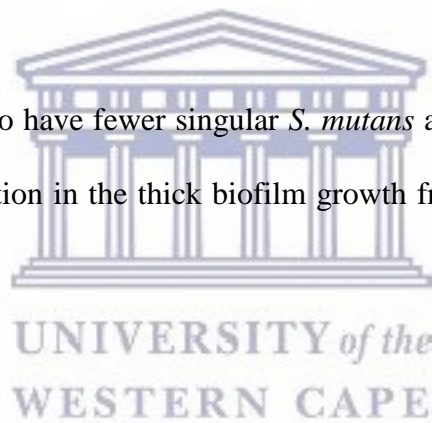 o have fewer singular S. mutans a
tion in the thick biofilm growth fr
UNIVERSITY of the
WESTERN CAPE